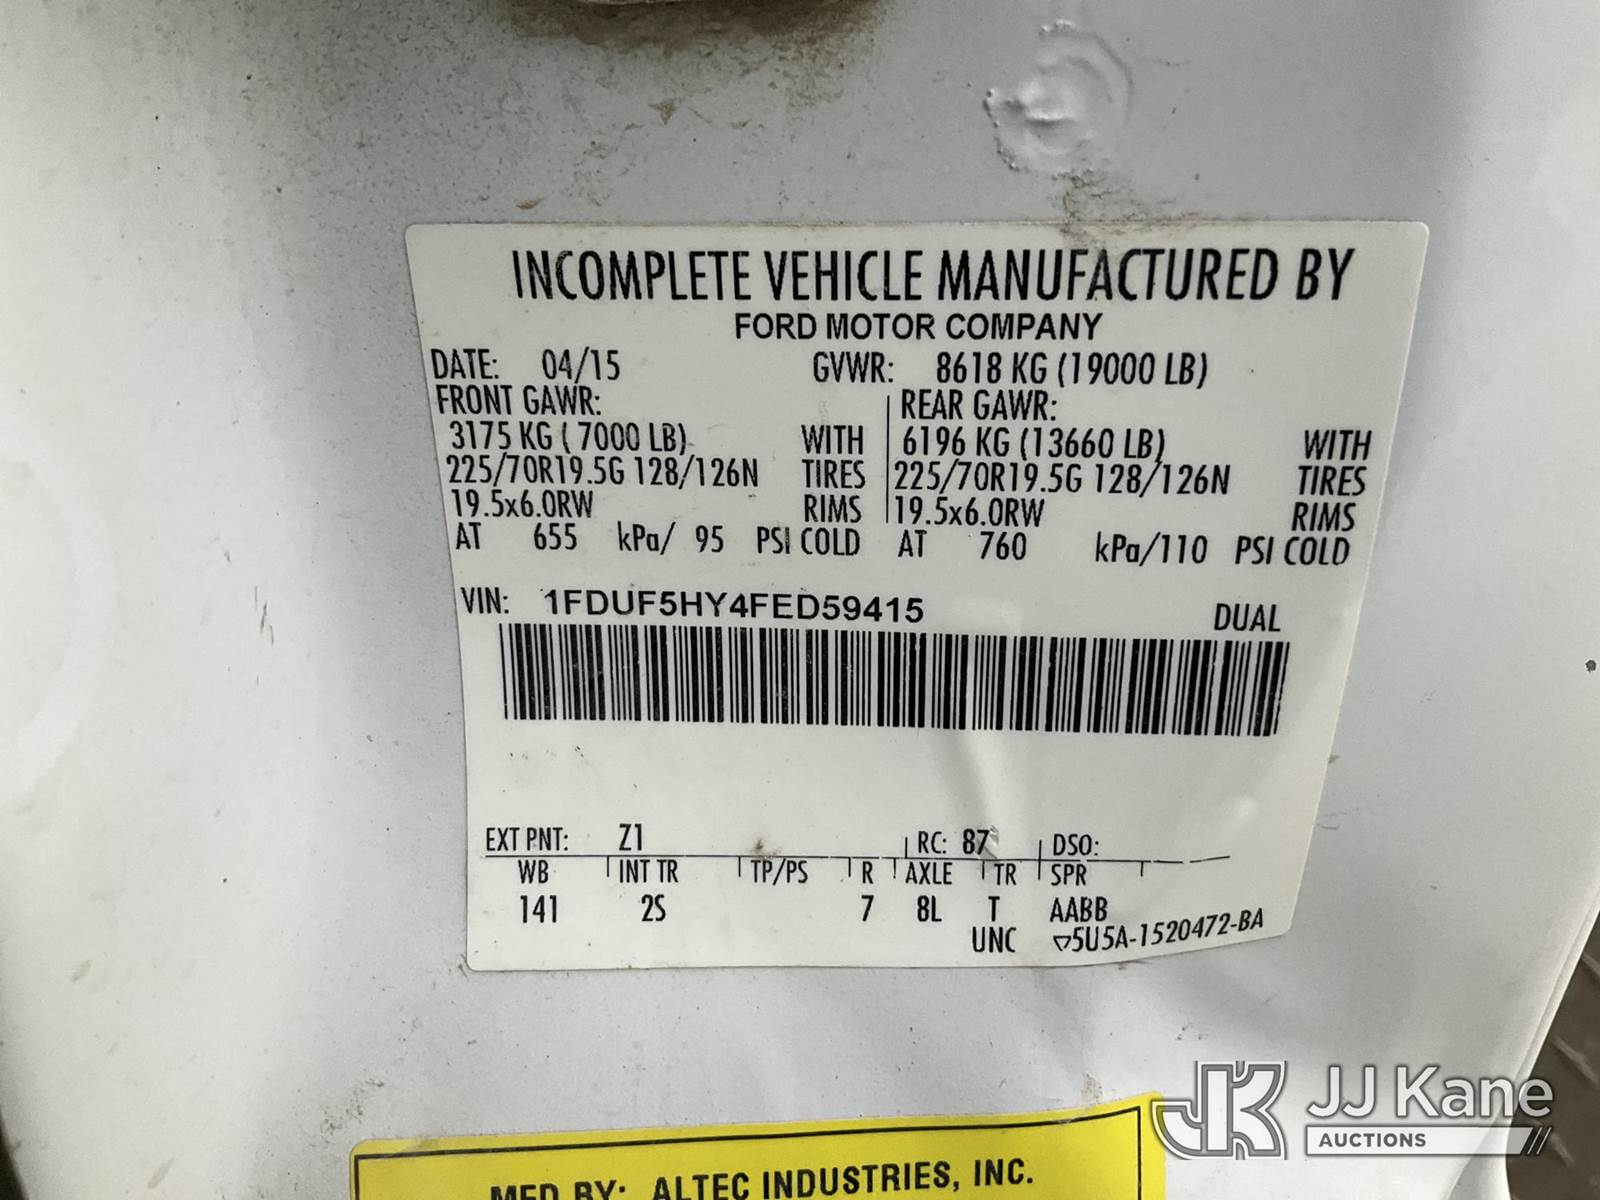 INCOMPLETE VEHICLE MANUFACTURED BY
FORD MOTOR COMPANY
DATE: 04/15 GVWR: 8618 KG (19000 LB)
FRONT GAWR: REAR GAWR:
3175 KG ( 7000 LB) WITH 6196 KG (13660 LB) WITH
225/70R19.5G 128/126N TIRES 225/70R19.5G 128/126N TIRES
19.5x6.0RW RIMS 19.5x6.0RW RIMS
AT 655 kPa/ 95 PSI COLD AT 760 kPa/110 PSI COLD
VIN: 1FDUF5HY4FED59415 DUAL
EXT PNT: Z1 RC: 87 DSO:
WB INT TR TP/PS R AXLE TR SPR
141 2S 7 8L T AABB
UNC ▽5U5A-1520472-BA
MFD BY: ALTEC INDUSTRIES, INC.
JK JJ Kane
AUCTIONS